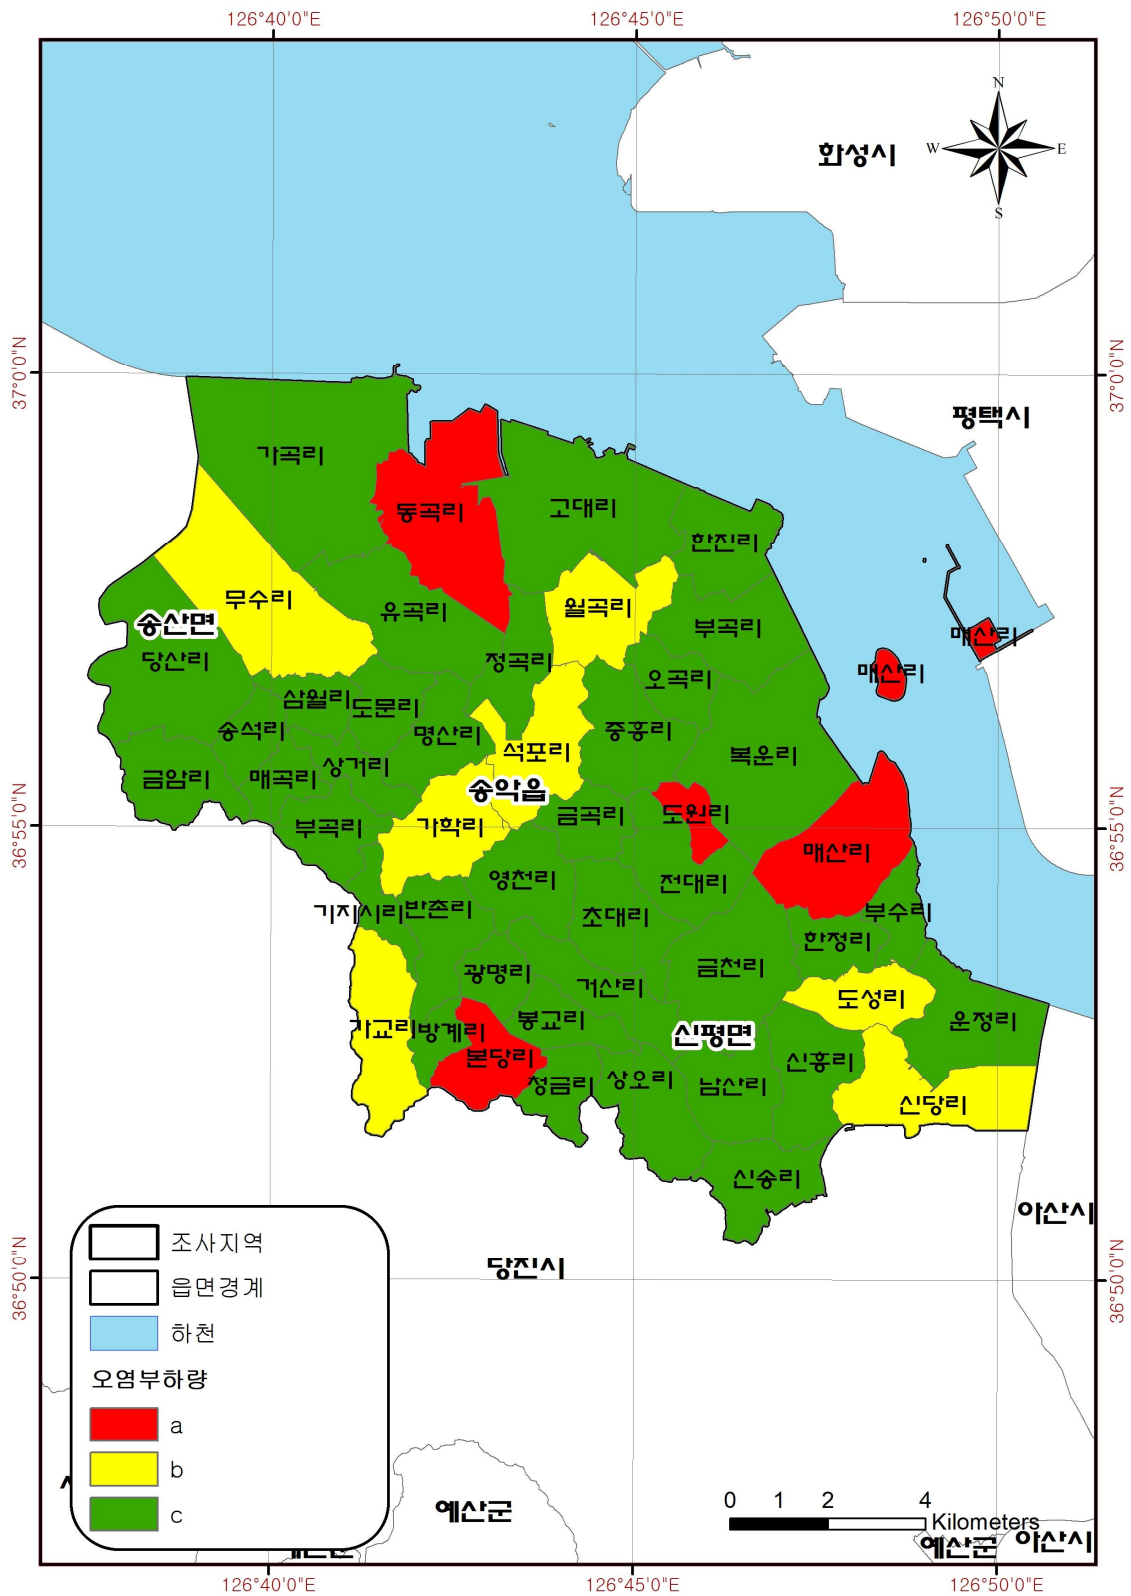 126°40'0"E
126°45'0"E
126°50'0"E
N
W
E
S
화성시
37°0'0"N
37°0'0"N
평택시
가곡리
동곡리
고대리
한진리
무수리
월곡리
유곡리
송산면
부곡리
매산리
당산리
정곡리
오곡리
매산리
삼월리
도문리
송석리
명산리
중흥리
석포리
복운리
금암리
매곡리
상거리
송악읍
36°55'0"N
36°55'0"N
부곡리
가학리
금곡리
도원리
매산리
영천리
전대리
기지시리
반촌리
초대리
부수리
한정리
광명리
거산리
금천리
도성리
가교리
방계리
봉교리
신평면
운정리
본당리
신흥리
청금리
상오리
남산리
신당리
신송리
아산시
당진시
36°50'0"N
36°50'0"N
조사지역
읍면경계
하천
오염부하량
a
b
c
예산군
0 1 2 4
Kilometers
예산군
아산시
126°40'0"E
126°45'0"E
126°50'0"E